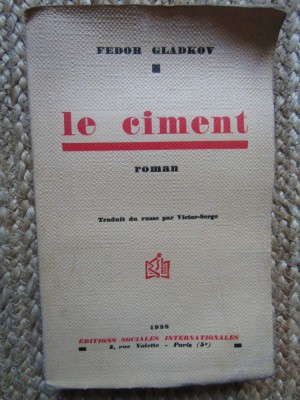 FEDOR GLADKOV
le ciment
roman
Traduit du russe par Victor-Serge
ÉDITIONS SOCIALES INTERNATIONALES
3, rue Valette - Paris (5e)